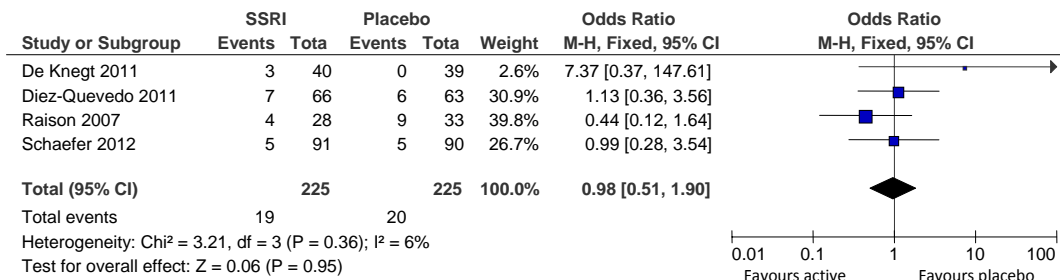 SSRI Placebo Odds Ratio Odds Ratio
Study or Subgroup Events Tota Events Tota Weight M-H, Fixed, 95% CI M-H, Fixed, 95% CI
De Knegt 2011 3 40 0 39 2.6% 7.37 [0.37, 147.61]
Diez-Quevedo 2011 7 66 6 63 30.9% 1.13 [0.36, 3.56]
Raison 2007 4 28 9 33 39.8% 0.44 [0.12, 1.64]
Schaefer 2012 5 91 5 90 26.7% 0.99 [0.28, 3.54]
Total (95% CI) 225 225 100.0% 0.98 [0.51, 1.90]
Total events 19 20
Heterogeneity: Chi² = 3.21, df = 3 (P = 0.36); I² = 6%
Test for overall effect: Z = 0.06 (P = 0.95)
0.01 0.1 1 10 100
Favours active Favours placebo